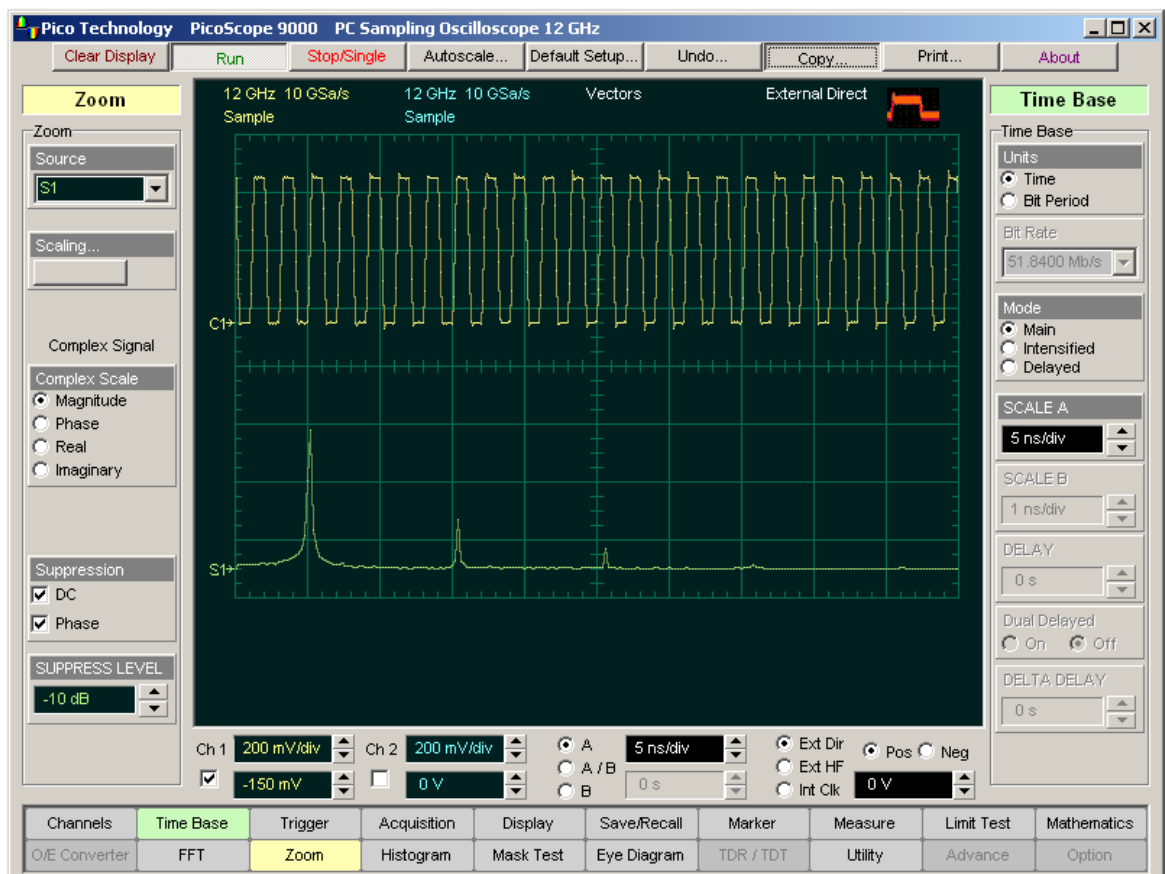 Pico Technology PicoScope 9000 PC Sampling Oscilloscope 12 GHz
Clear Display Run Stop/Single Autoscale... Default Setup... Undo... Copy... Print... About
Zoom
Zoom
Source
S1
Scaling...
Complex Signal
Complex Scale
Magnitude
Phase
Real
Imaginary
Suppression
DC
Phase
SUPPRESS LEVEL
-10 dB
12 GHz 10 GSa/s 12 GHz 10 GSa/s Vectors External Direct
Sample Sample
C1
S1
Time Base
Time Base
Units
Time
Bit Period
Bit Rate
51.8400 Mb/s
Mode
Main
Intensified
Delayed
SCALE A
5 ns/div
SCALE B
1 ns/div
DELAY
0 s
Dual Delayed
On Off
DELTA DELAY
0 s
Ch 1 200 mV/div Ch 2 200 mV/div A 5 ns/div Ext Dir Pos Neg
A / B Ext HF
-150 mV 0 V B 0 s Int Clk 0 V
Channels Time Base Trigger Acquisition Display Save/Recall Marker Measure Limit Test Mathematics
O/E Converter FFT Zoom Histogram Mask Test Eye Diagram TDR / TDT Utility Advance Option